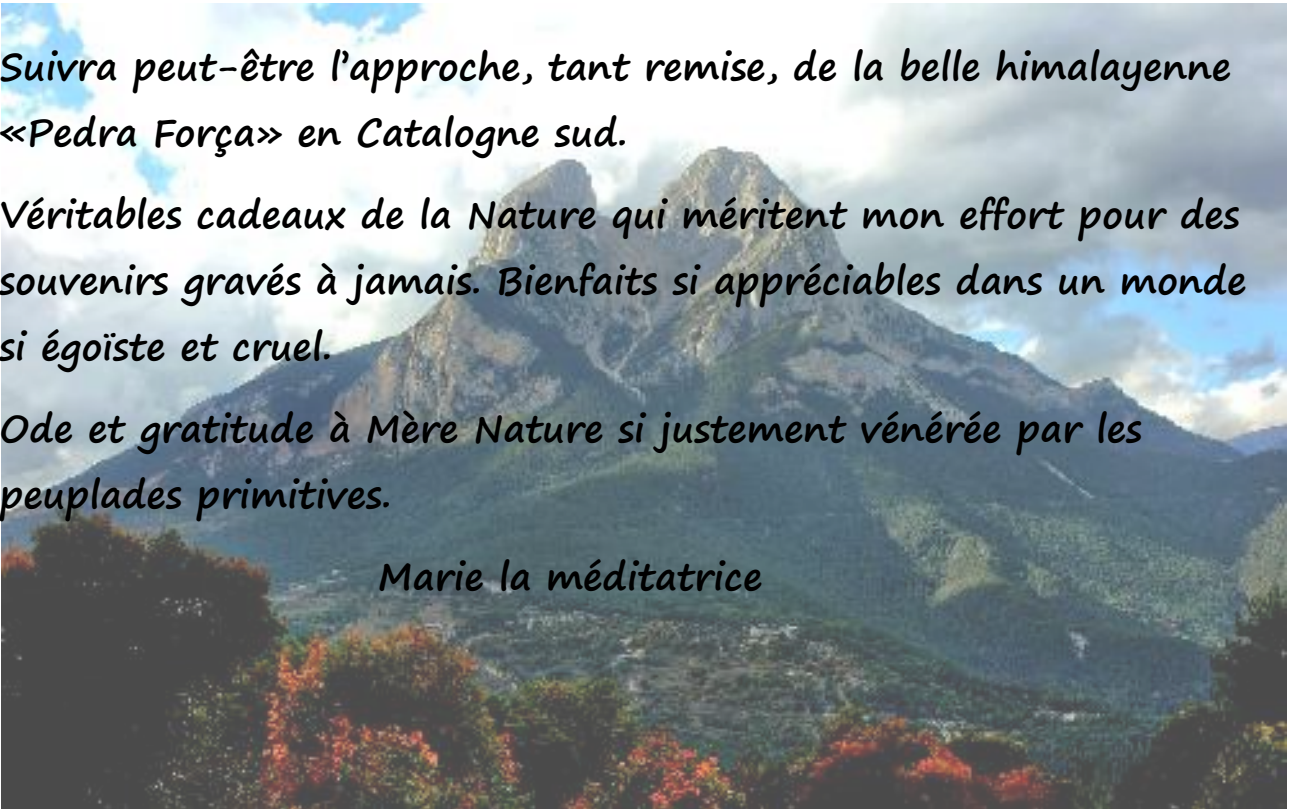 Suivra peut-être l’approche, tant remise, de la belle himalayenne
«Pedra Força» en Catalogne sud.
Véritables cadeaux de la Nature qui méritent mon effort pour des
souvenirs gravés à jamais. Bienfaits si appréciables dans un monde
si égoïste et cruel.
Ode et gratitude à Mère Nature si justement vénérée par les
peuplades primitives.
Marie la méditatrice